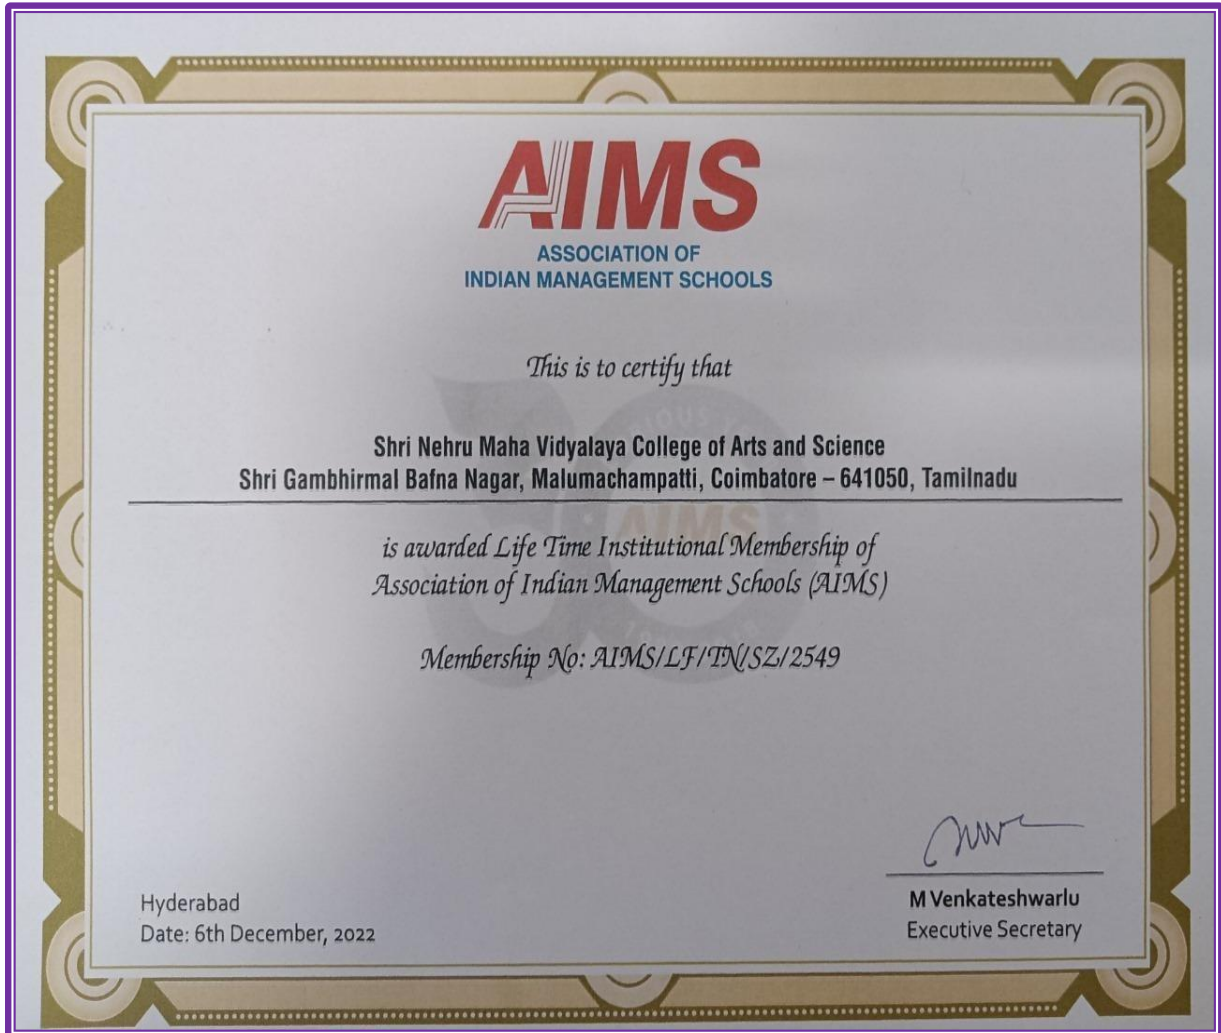 AIMS
ASSOCIATION OF
INDIAN MANAGEMENT SCHOOLS
This is to certify that
Shri Nehru Maha Vidyalaya College of Arts and Science
Shri Gambhirmal Bafna Nagar, Malumachampatti, Coimbatore – 641050, Tamilnadu
AIMS
is awarded Life Time Institutional Membership of
Association of Indian Management Schools (AIMS)
Membership No: AIMS/LF/TN/SZ/2549
M Venkateshwarlu
Executive Secretary
Hyderabad
Date: 6th December, 2022